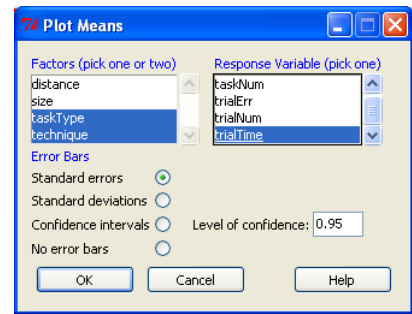 Plot Means
Factors (pick one or two)
Response Variable (pick one)
distance
size
taskType
technique
taskNum
trialErr
trialNum
trialTime
Error Bars
Standard errors
Standard deviations
Confidence intervals Level of confidence: 0.95
No error bars
OK Cancel Help